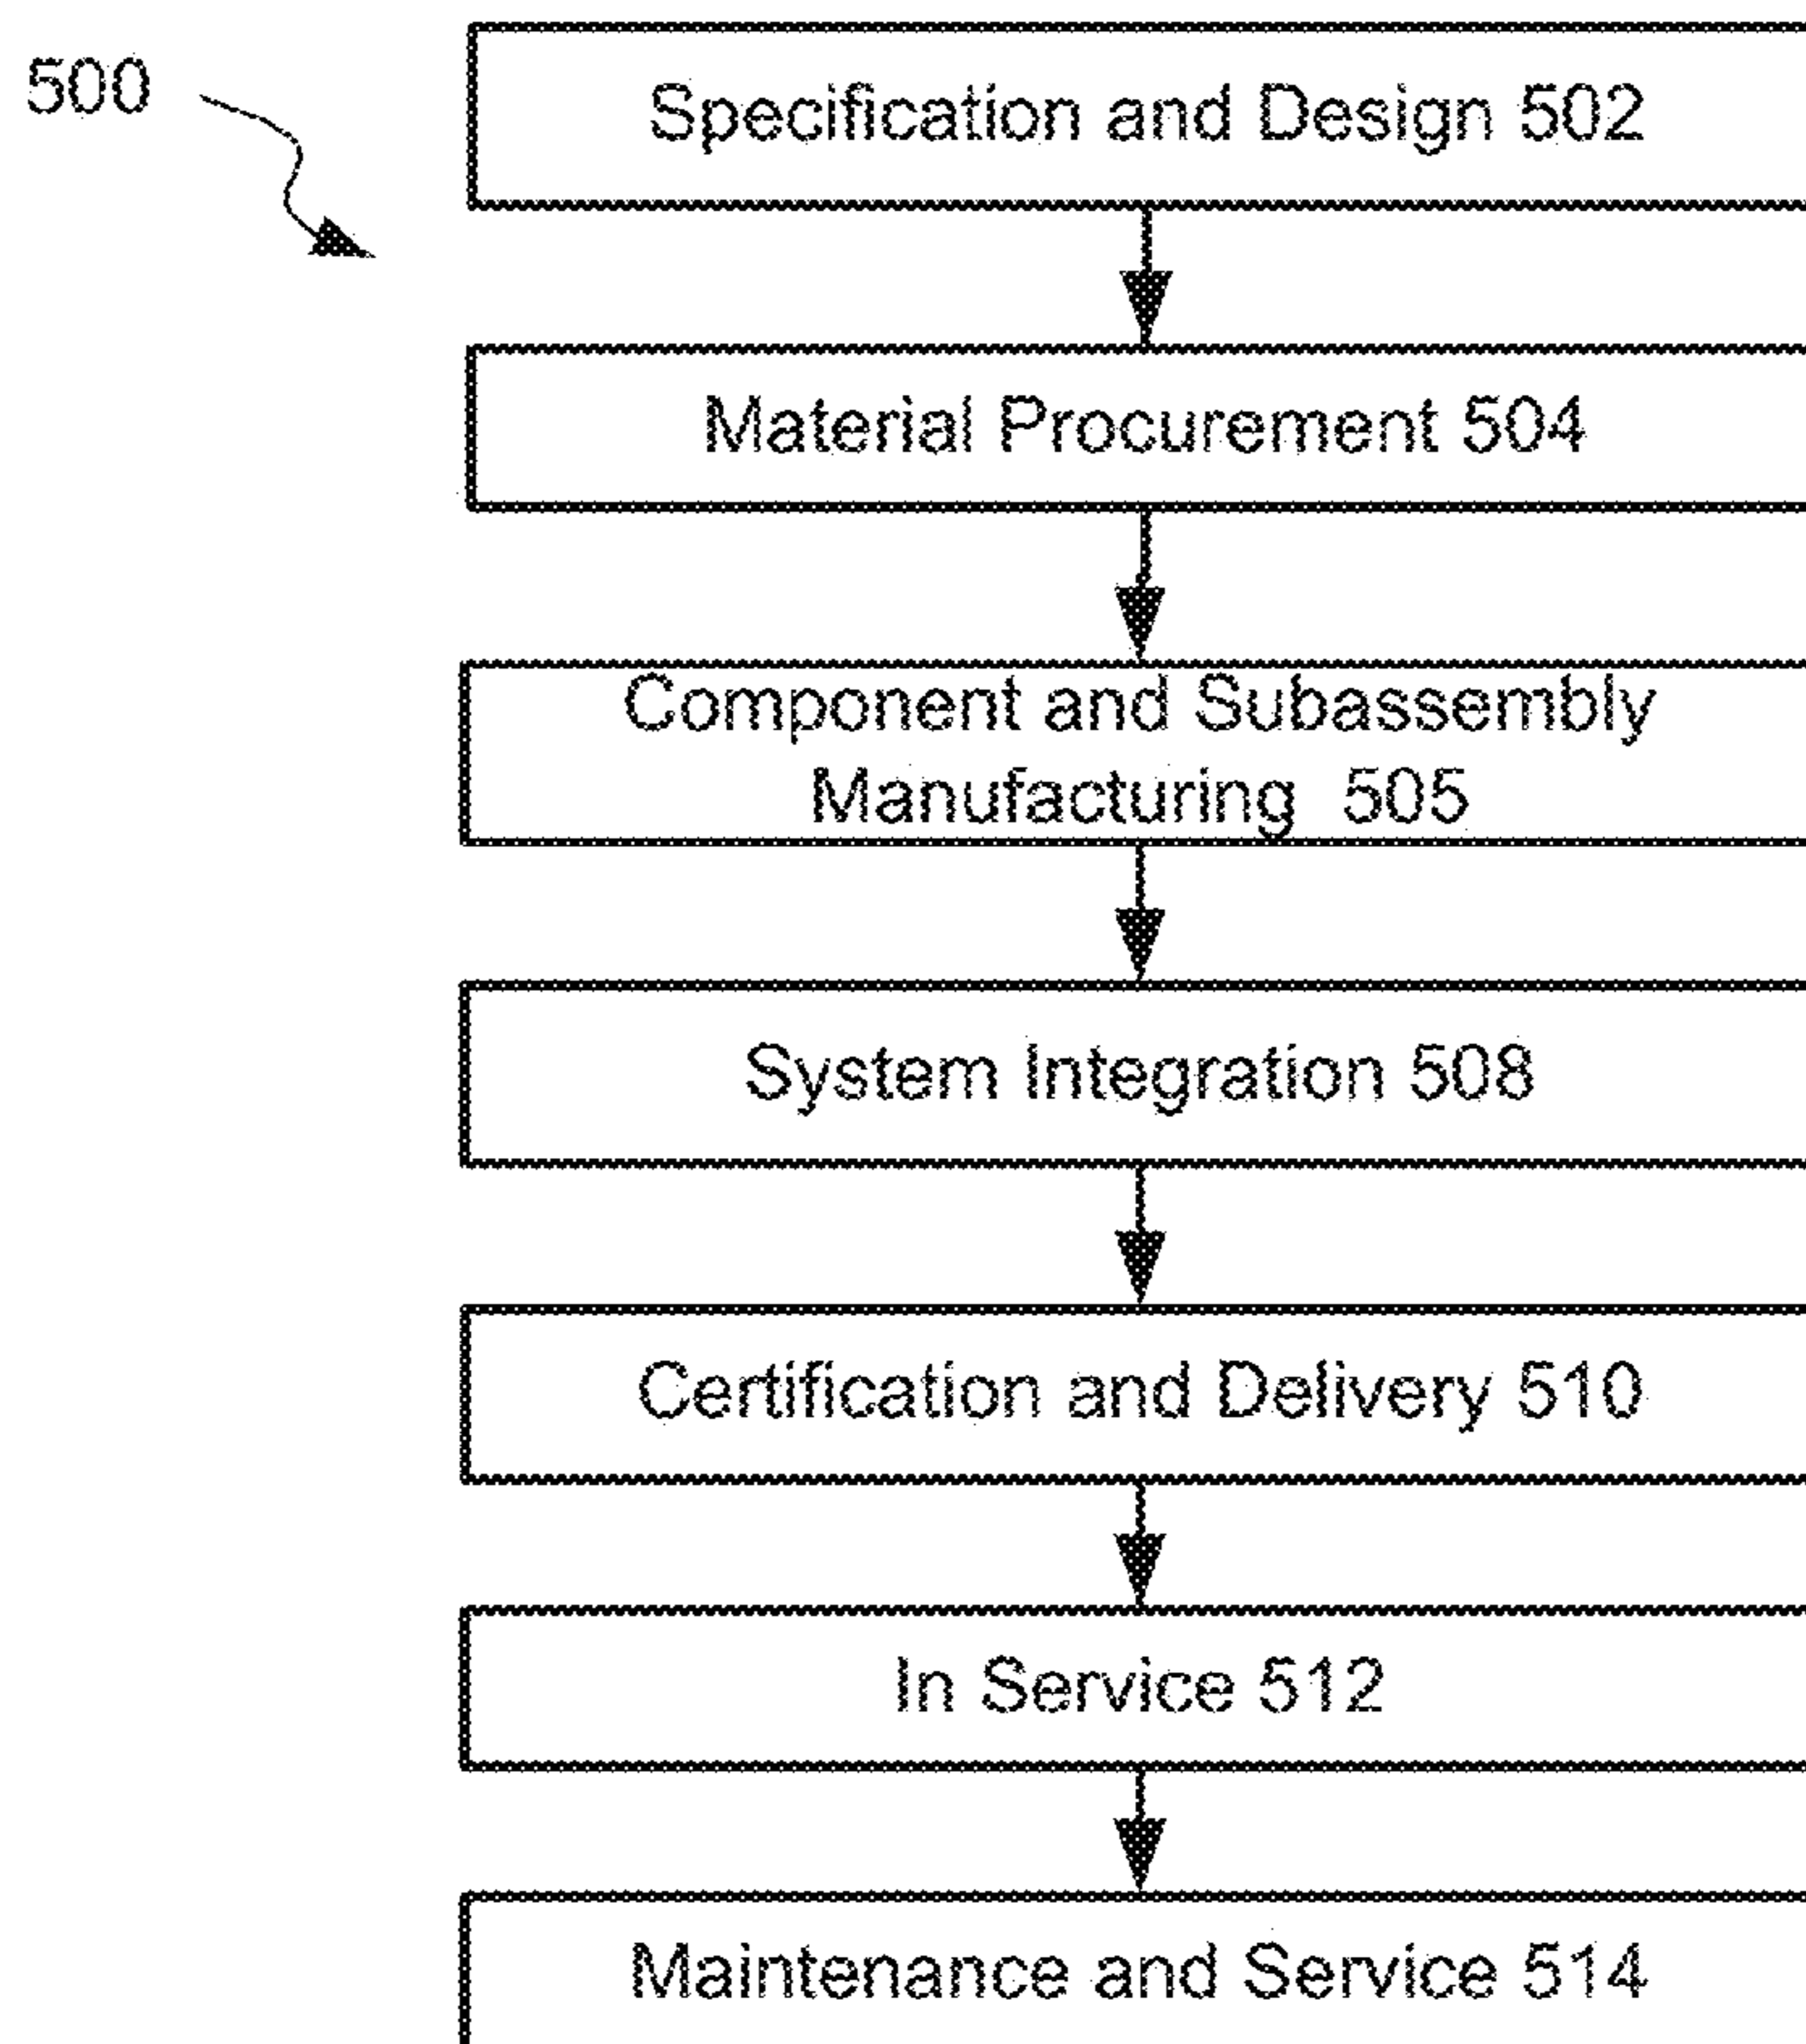 500
Specification and Design 502
Material Procurement 504
Component and Subassembly
Manufacturing 505
System Integration 508
Certification and Delivery 510
In Service 512
Maintenance and Service 514